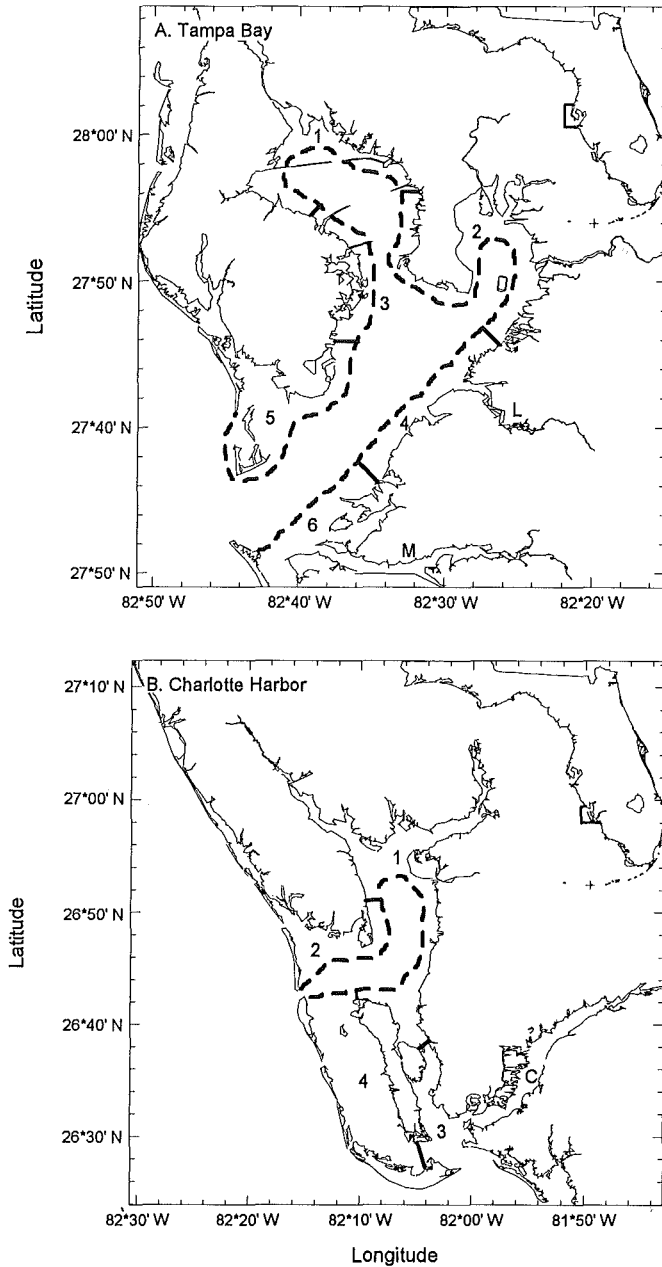 A. Tampa Bay
1
28°00' N
2
27°50' N
3
Latitude
27°40' N
5
4
L
6
M
27°50' N
82°50' W 82°40' W 82°30' W 82°20' W
B. Charlotte Harbor
27°10' N
27°00' N
1
26°50' N
2
Latitude
26°40' N
4
C
3
26°30' N
82°30' W 82°20' W 82°10' W 82°00' W 81°50' W
Longitude